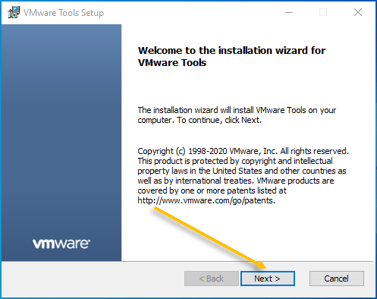 VMware Tools Setup
Welcome to the installation wizard for
VMware Tools
The installation wizard will install VMware Tools on your
computer. To continue, click Next.
Copyright (c) 1998-2020 VMware, Inc. All rights reserved.
This product is protected by copyright and intellectual
property laws in the United States and other countries as
well as by international treaties. VMware products are
covered by one or more patents listed at
http://www.vmware.com/go/patents.
vmware®
< Back
Next >
Cancel